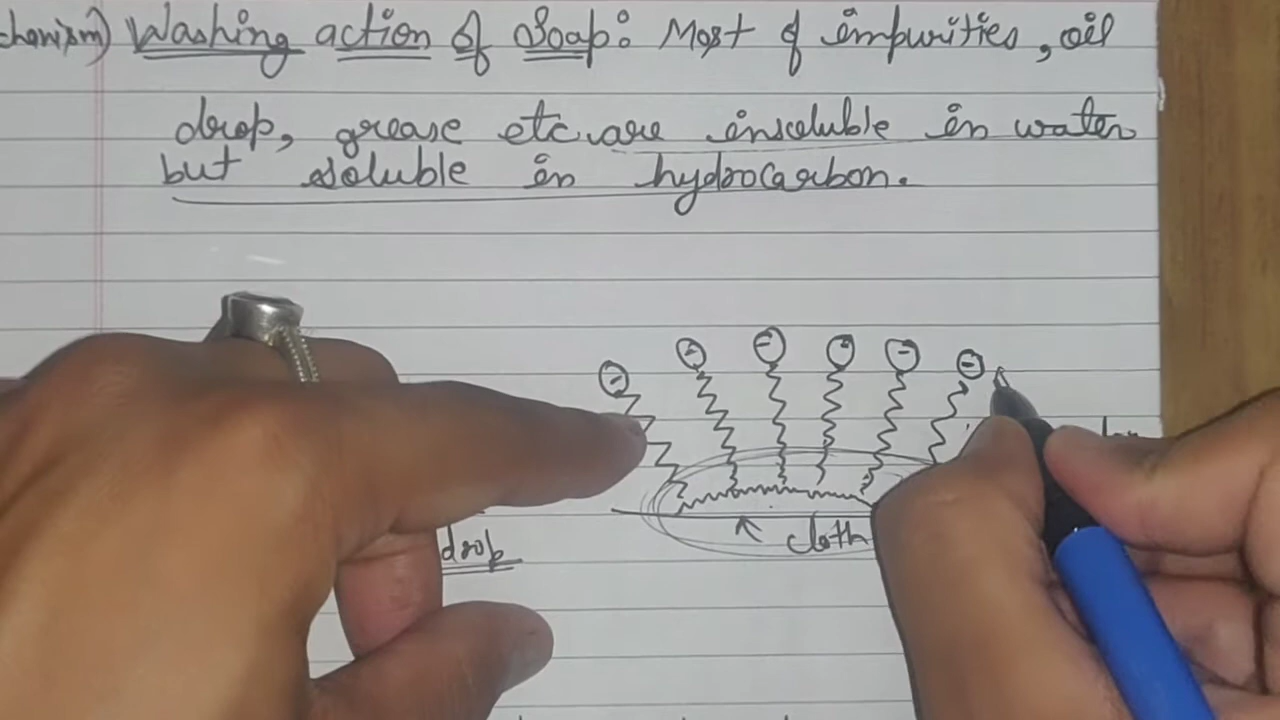 chanism) Washing action of Soap: Most of impurities, oil
drop, grease etc. are insoluble in water
but soluble in hydrocarbon.
drop
cloth